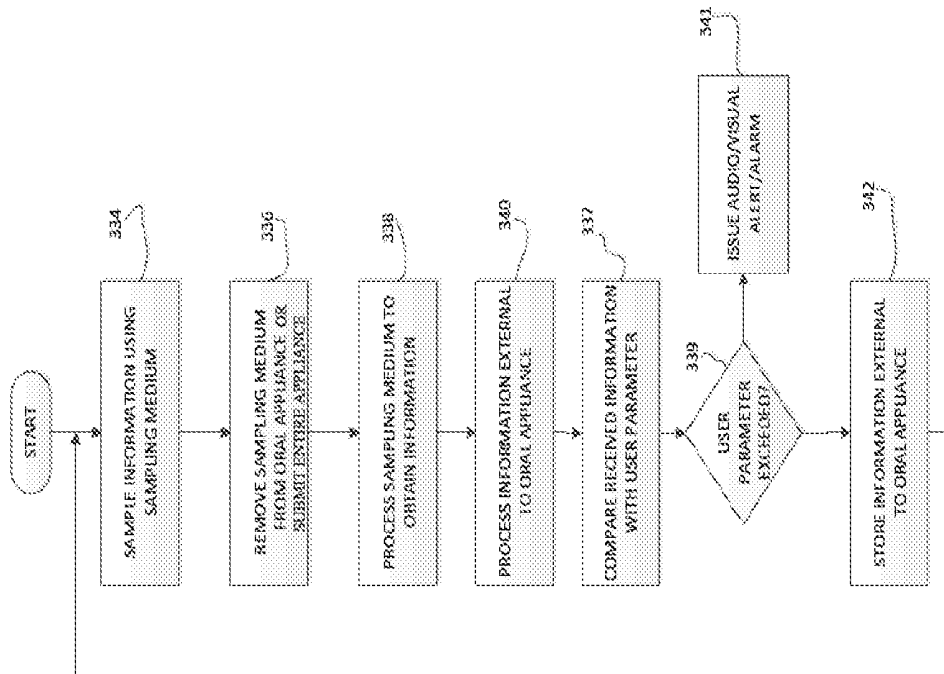 START
334
SAMPLE INFORMATION USING
SAMPLING MEDIUM
336
REMOVE SAMPLING MEDIUM
FROM ORAL APPLIANCE OR
SUBMIT ENTIRE APPLIANCE
338
PROCESS SAMPLING MEDIUM TO
OBTAIN INFORMATION
340
PROCESS INFORMATION EXTERNAL
TO ORAL APPLIANCE
337
COMPARE RECEIVED INFORMATION
WITH USER PARAMETER
339
USER
PARAMETER
EXCEEDED?
341
ISSUE AUDIO/VISUAL
ALERT/ALARM
342
STORE INFORMATION EXTERNAL
TO ORAL APPLIANCE